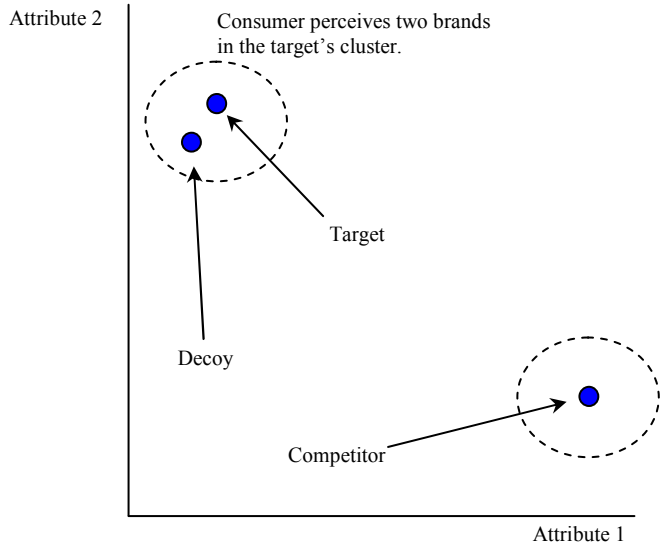 Attribute 2
Consumer perceives two brands
in the target’s cluster.
Target
Decoy
Competitor
Attribute 1